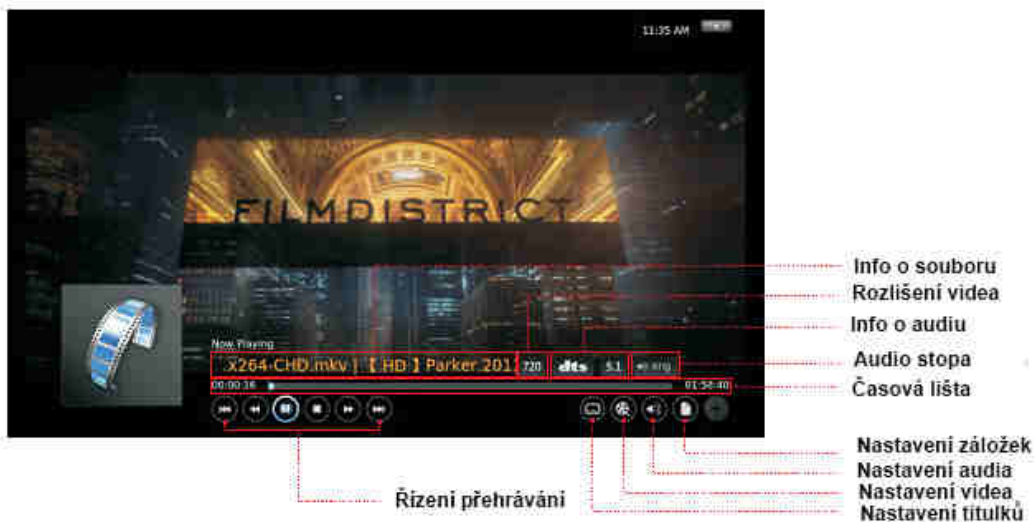 11:35 AM
FILMDISTRICT
Now Playing
x264-CHD.mkv | 【 HD 】 Parker.201
720
dts 5.1
eng
00:00:16
01:58:40
Info o souboru
Rozlišení videa
Info o audiu
Audio stopa
Časová lišta
Nastavení záložek
Nastavení audia
Nastavení videa
Nastavení titulků
Řízení přehrávání